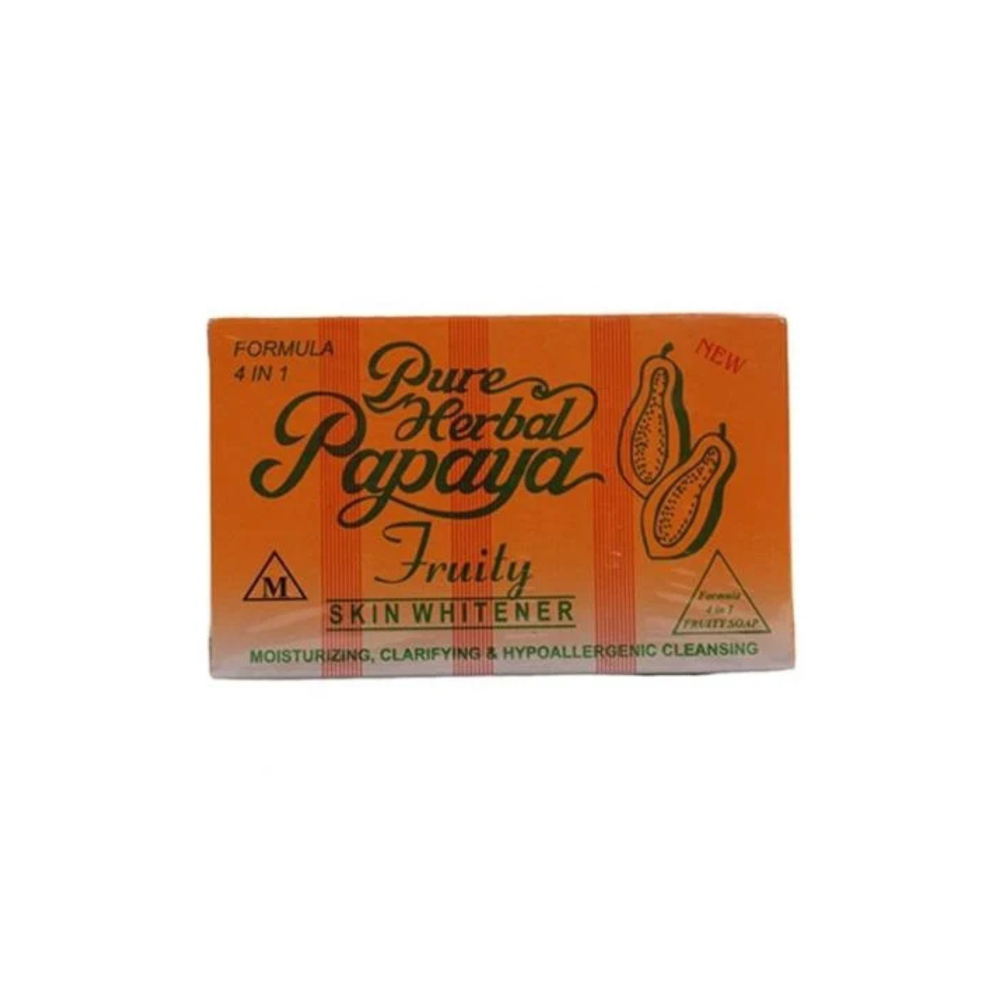 FORMULA
4 IN 1
Pure
Herbal
Papaya
NEW
Fruity
SKIN WHITENER
M
Formula
4 in 1
FRUITY SOAP
MOISTURIZING, CLARIFYING & HYPOALLERGENIC CLEANSING